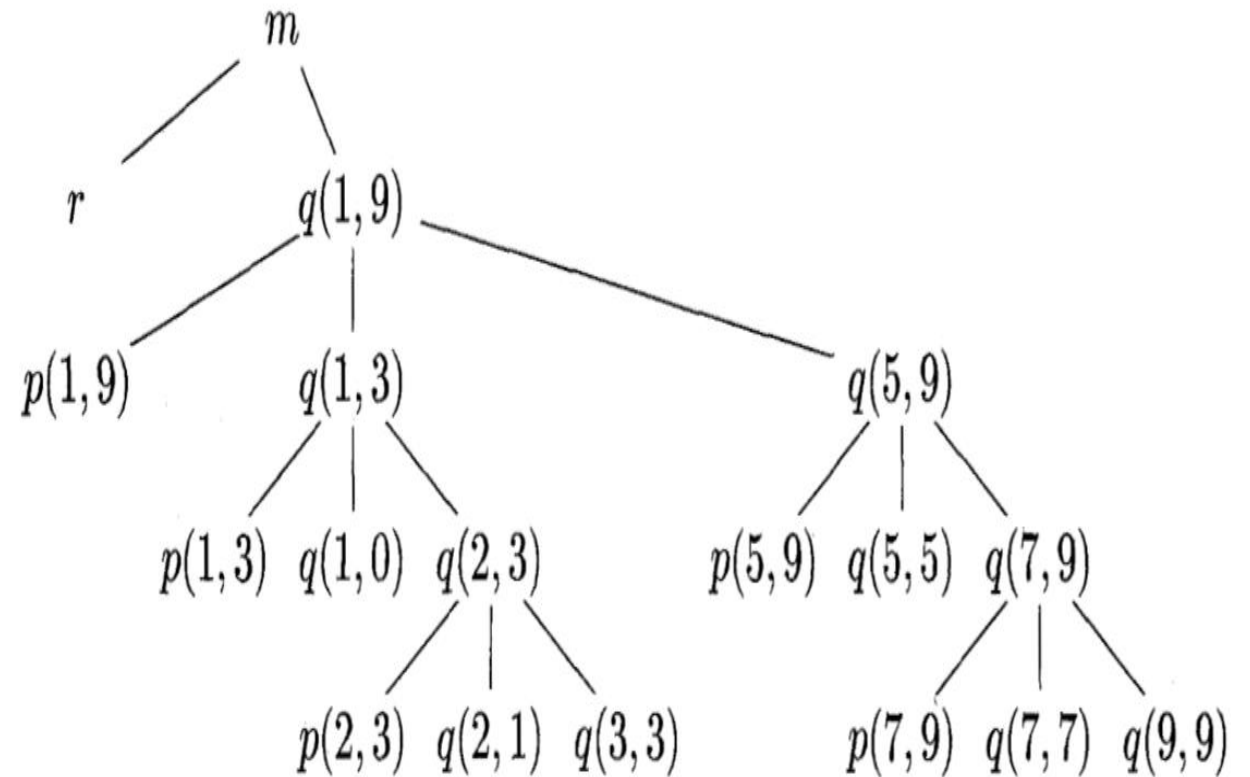 m
r q(1, 9)
p(1, 9) q(1, 3) q(5, 9)
p(1, 3) q(1, 0) q(2, 3) p(5, 9) q(5, 5) q(7, 9)
p(2, 3) q(2, 1) q(3, 3) p(7, 9) q(7, 7) q(9, 9)